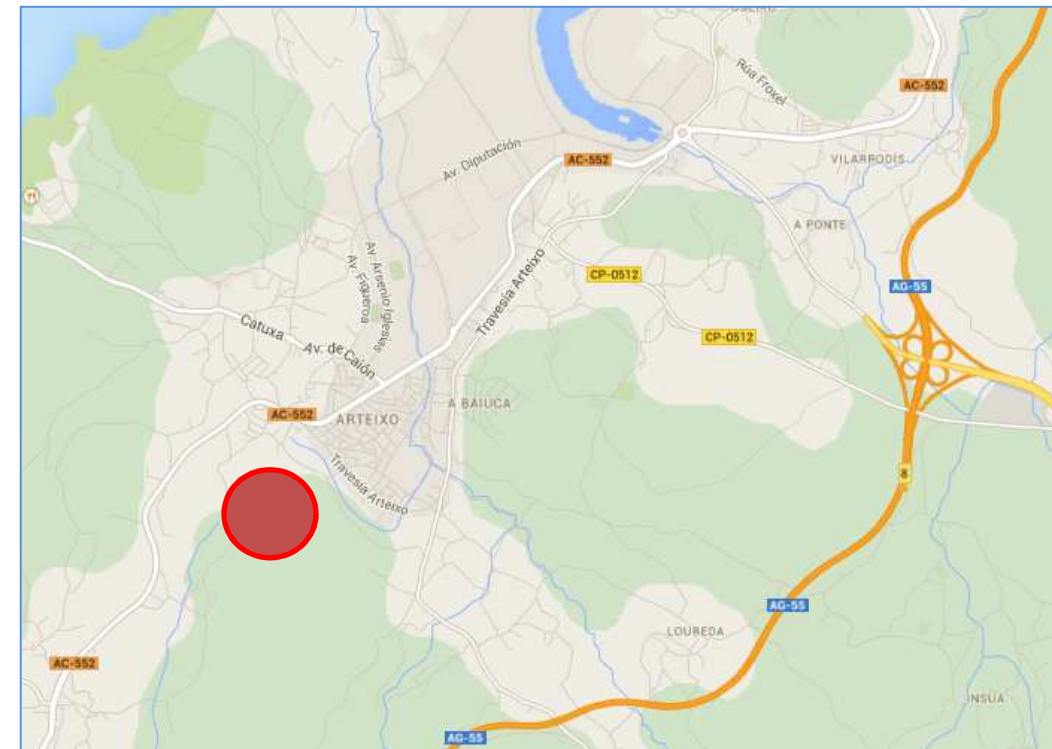 Rúa Froxel
AC-552
AC-552
VILARRODÍS
Av. Diputación
A PONTE
Av. Arsenio Iglesias
Av. Figueroa
Travesía Arteixo
CP-0512
AG-55
Catuxa
Av. de Caión
CP-0512
A BAIUCA
AC-552
ARTEIXO
Travesía Arteixo
8
AG-55
LOUREDA
AC-552
INSUA
AG-55